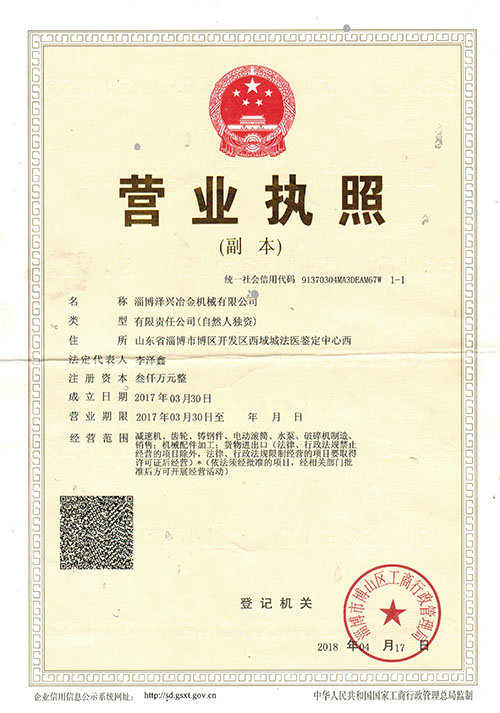 营业执照
(副 本)
统一社会信用代码 91370304MA3DEAM67W 1-1
名 称 淄博泽兴冶金机械有限公司
类 型 有限责任公司(自然人独资)
住 所 山东省淄博市博区开发区西域城法医鉴定中心西
法定代表人 李泽鑫
注 册 资 本 叁仟万元整
成 立 日 期 2017年03月30日
营 业 期 限 2017年03月30日至 年 月 日
经 营 范 围 减速机、齿轮、铸钢件、电动滚筒、水泵、破碎机制造、
销售；机械配件加工；货物进出口（法律、行政法规禁止
经营的项目除外，法律、行政法规限制经营的项目要取得
许可证后经营）*（依法须经批准的项目，经相关部门批
准后方可开展经营活动）
登 记 机 关
淄博市博山区工商行政管理局
2018 年04 月17 日
企业信用信息公示系统网址： http://sd.gsxt.gov.cn
中华人民共和国国家工商行政管理总局监制